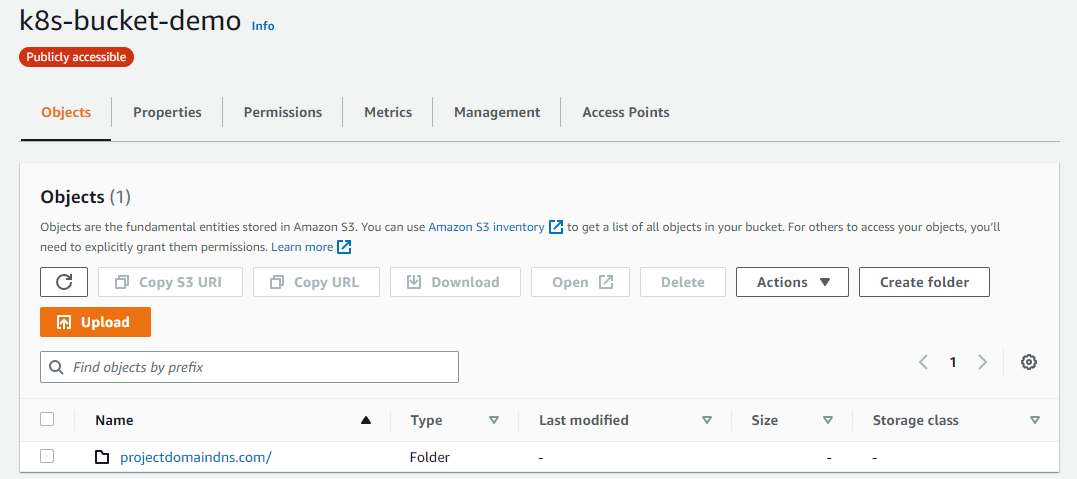 k8s-bucket-demo Info
Publicly accessible
Objects Properties Permissions Metrics Management Access Points
Objects (1)
Objects are the fundamental entities stored in Amazon S3. You can use Amazon S3 inventory to get a list of all objects in your bucket. For others to access your objects, you'll
need to explicitly grant them permissions. Learn more
Copy S3 URI Copy URL Download Open Delete Actions Create folder
Upload
Find objects by prefix 1
Name Type Last modified Size Storage class
projectdomaindns.com/ Folder - - -